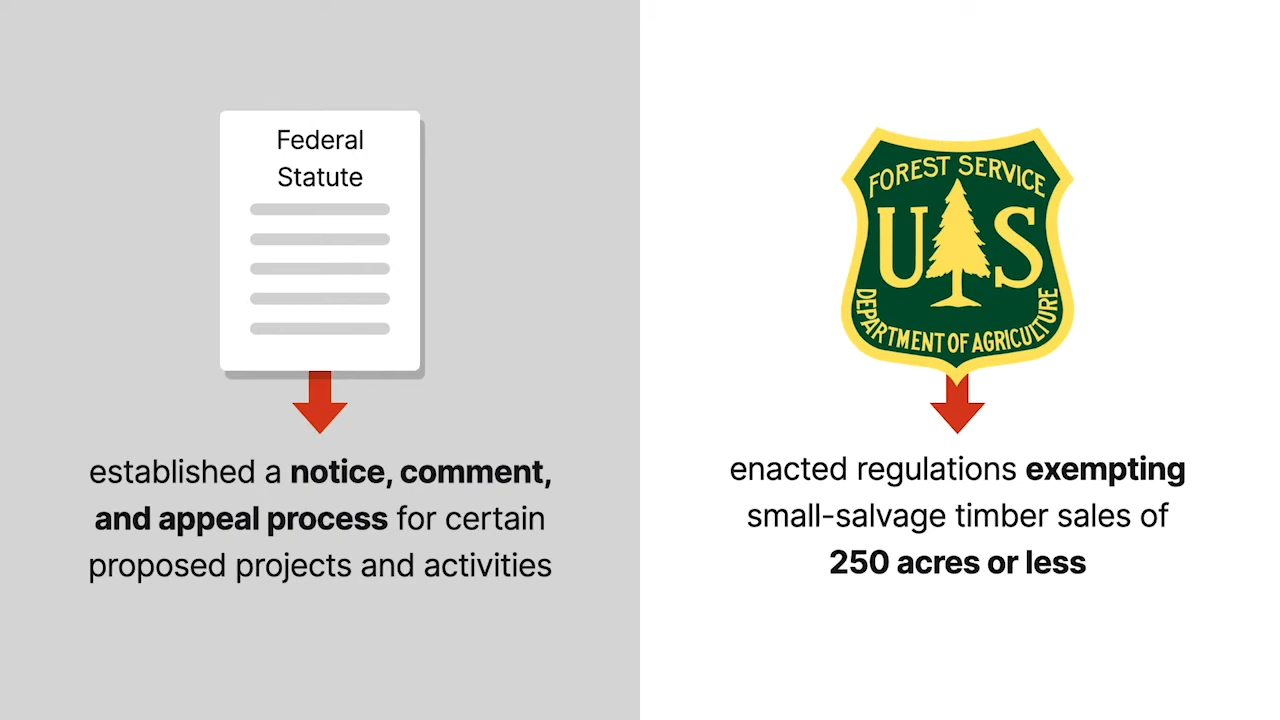 Federal
Statute
established a notice, comment,
and appeal process for certain
proposed projects and activities
FOREST SERVICE
U S
DEPARTMENT OF AGRICULTURE
enacted regulations exempting
small-salvage timber sales of
250 acres or less